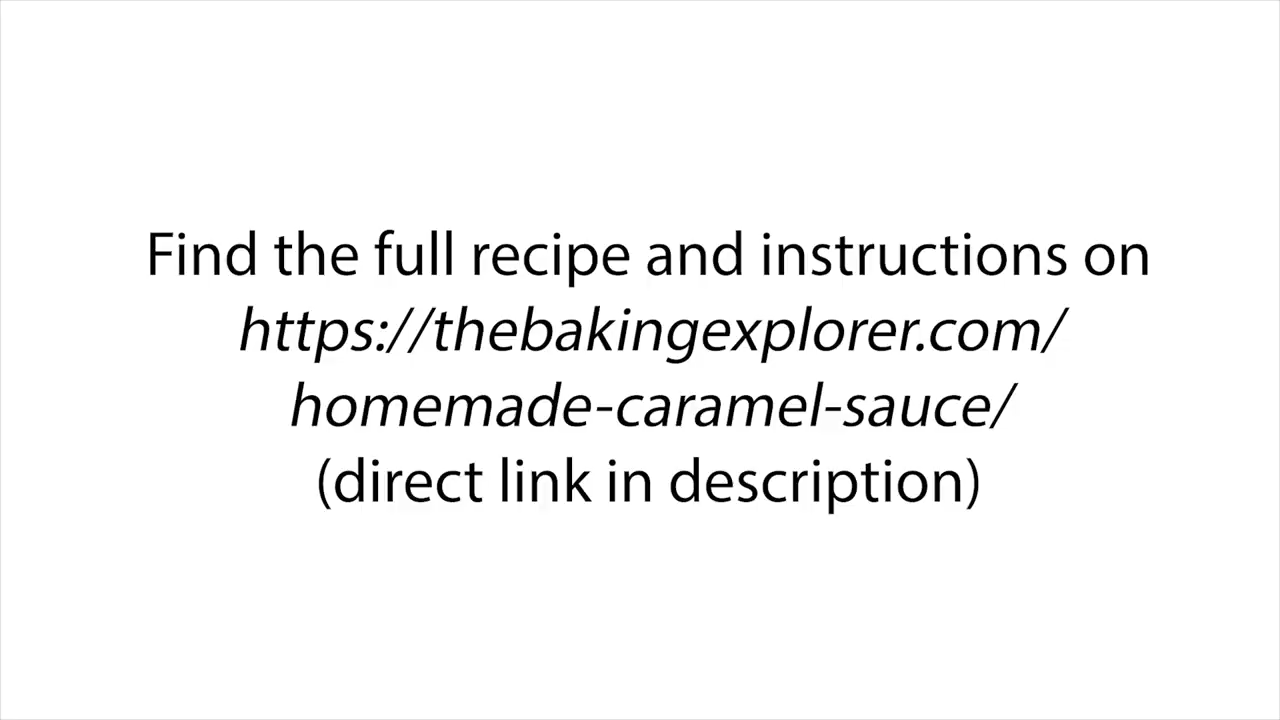 Find the full recipe and instructions on
https://thebakingexplorer.com/
homemade-caramel-sauce/
(direct link in description)